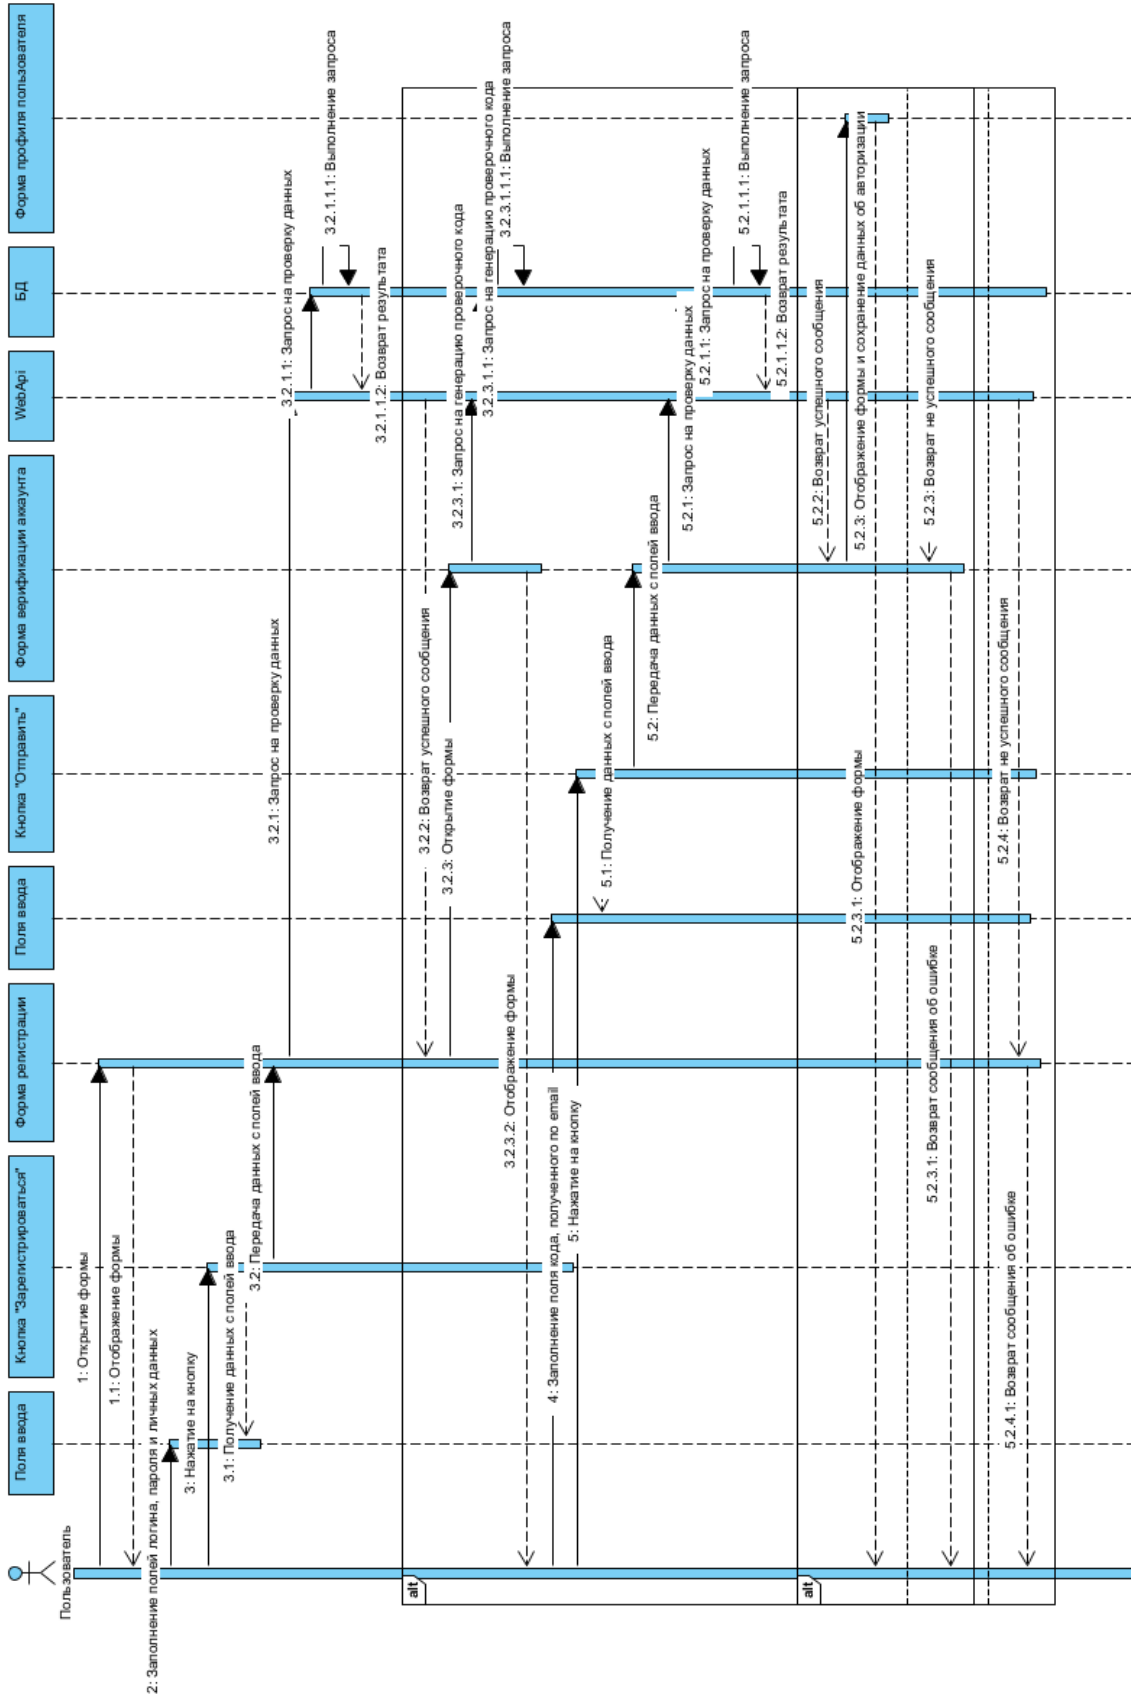 Пользователь
Поля ввода
Кнопка "Зарегистрироваться"
Форма регистрации
Поля ввода
Кнопка "Отправить"
Форма верификации аккаунта
WebApi
БД
Форма профиля пользователя
1: Открытие формы
1.1: Отображение формы
2: Заполнение полей логина, пароля и личных данных
3: Нажатие на кнопку
3.1: Получение данных с полей ввода
3.2: Передача данных с полей ввода
3.2.1: Запрос на проверку данных
3.2.1.1: Запрос на проверку данных
3.2.1.1.1: Выполнение запроса
3.2.1.1.2: Возврат результата
alt
3.2.2: Возврат успешного сообщения
3.2.3: Открытие формы
3.2.3.1: Запрос на генерацию проверочного кода
3.2.3.1.1: Запрос на генерацию проверочного кода
3.2.3.1.1.1: Выполнение запроса
3.2.3.2: Отображение формы
4: Заполнение поля кода, полученного по email
5: Нажатие на кнопку
5.1: Получение данных с полей ввода
5.2: Передача данных с полей ввода
5.2.1: Запрос на проверку данных
5.2.1.1: Запрос на проверку данных
5.2.1.1.1: Выполнение запроса
5.2.1.1.2: Возврат результата
alt
5.2.2: Возврат успешного сообщения
5.2.3: Отображение формы и сохранение данных об авторизации
5.2.3.1: Отображение формы
5.2.3: Возврат не успешного сообщения
5.2.3.1: Возврат сообщения об ошибке
5.2.4: Возврат не успешного сообщения
5.2.4.1: Возврат сообщения об ошибке